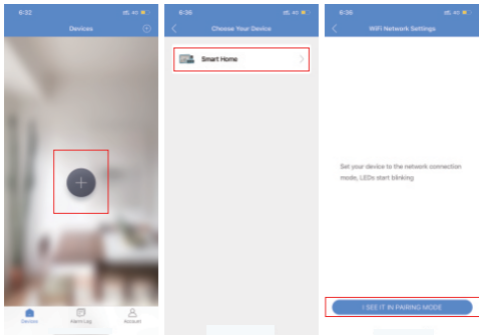 6:32
Devices
Devices
Alarm Log
Account
6:36
Choose Your Device
Smart Home
6:36
WiFi Network Settings
Set your device to the network connection
mode, LEDs start blinking
I SEE IT IN PAIRING MODE